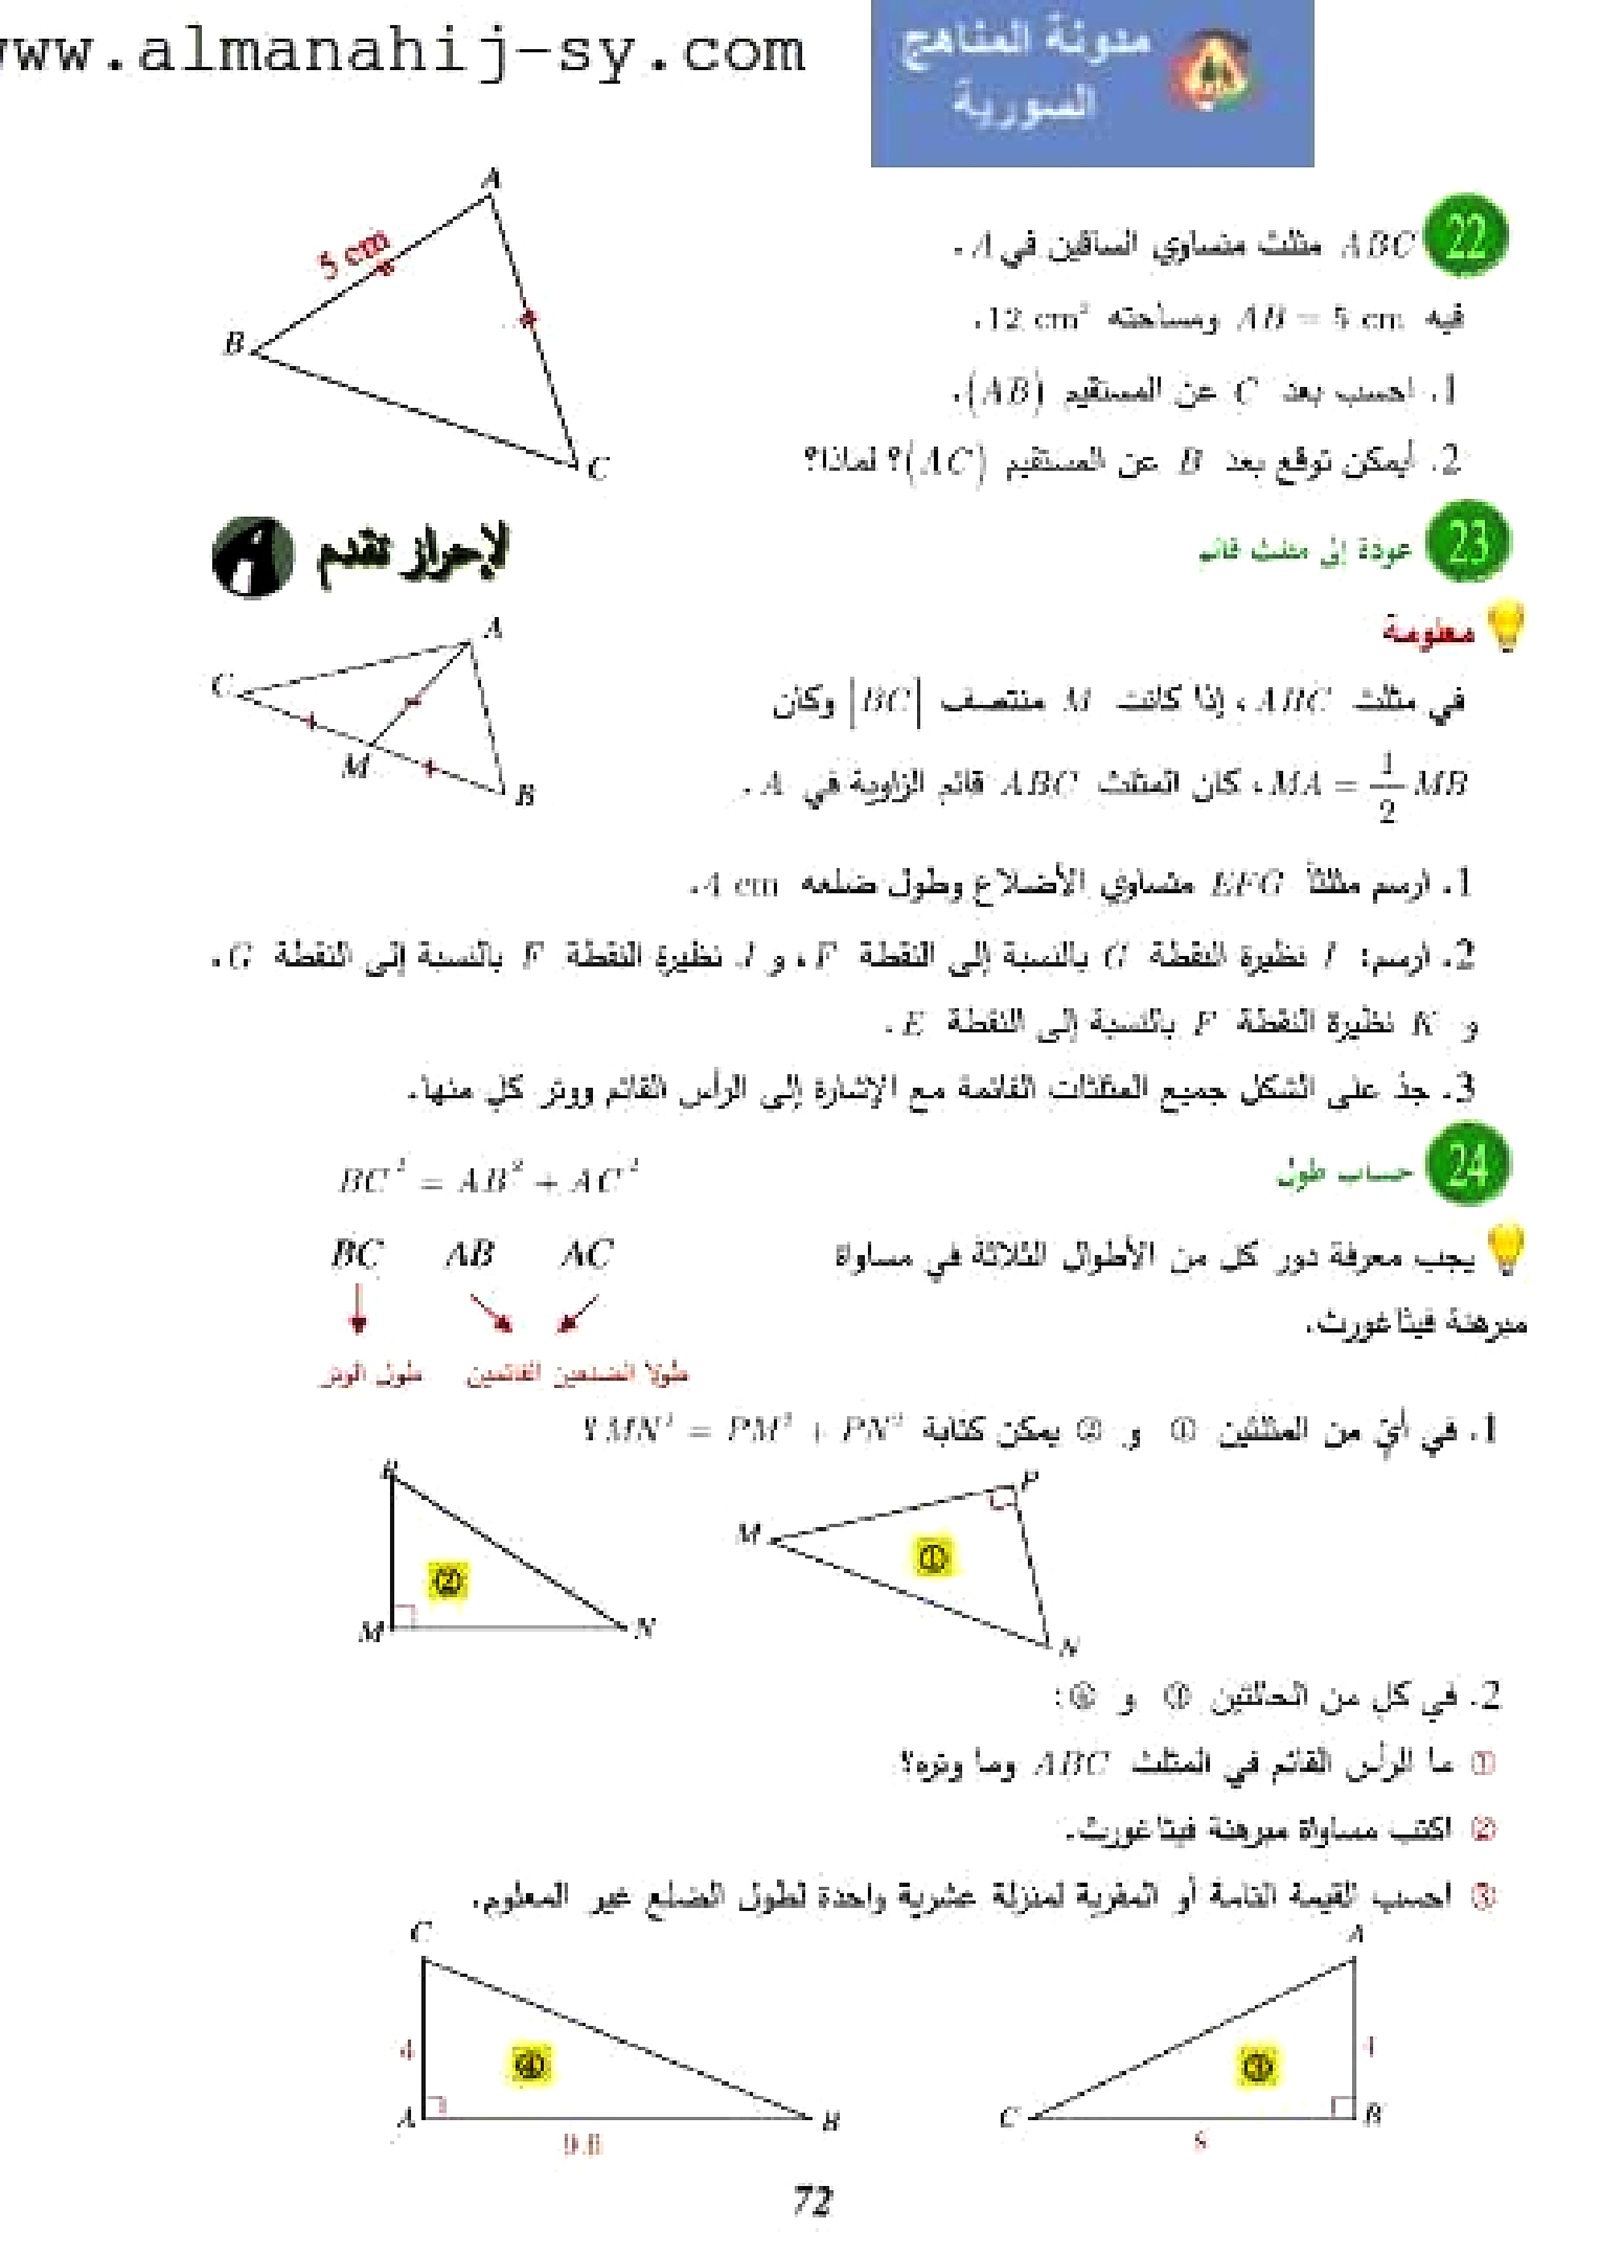 www.almanahij-sy.com
مدونة المناهج
السورية
22 ABC مثلث متساوي الساقين في A.
فيه AB = 5 cm ومساحته 12 cm².
1. احسب بعد C عن المستقيم (AB).
2. أيمكن توقع بعد B عن المستقيم (AC)؟ لماذا؟
A
5 cm
B
C
23 عودة إلى مثلث قائم
لإحراز تقدم
معلومة
في مثلث ABC، إذا كانت M منتصف [BC] وكان
MA = 1/2 MB، كان المثلث ABC قائم الزاوية في A.
A
C
M
B
1. ارسم مثلثاً EFG متساوي الأضلاع وطول ضلعه 4 cm.
2. ارسم: I نظيرة النقطة G بالنسبة إلى النقطة F، و J نظيرة النقطة F بالنسبة إلى النقطة G،
و K نظيرة النقطة F بالنسبة إلى النقطة E.
3. جد على الشكل جميع المثلثات القائمة مع الإشارة إلى الرأس القائم ووتر كل منها.
24 حساب طول
BC² = AB² + AC²
يجب معرفة دور كل من الأطوال الثلاثة في مساواة
مبرهنة فيثاغورث.
BC AB AC
طول الوتر طولا الضلعين القائمين
1. في أيّ من المثلثين ① و ② يمكن كتابة MN² = PM² + PN²؟
P
M
①
N
②
M
N
2. في كل من الحالتين و :
① ما الرأس القائم في المثلث ABC وما وتره؟
② اكتب مساواة مبرهنة فيثاغورث.
③ احسب القيمة التامة أو المقربة لمنزلة عشرية واحدة لطول الضلع غير المعلوم.
A
③
C
B
8
C
4
④
A
B
9.6
72